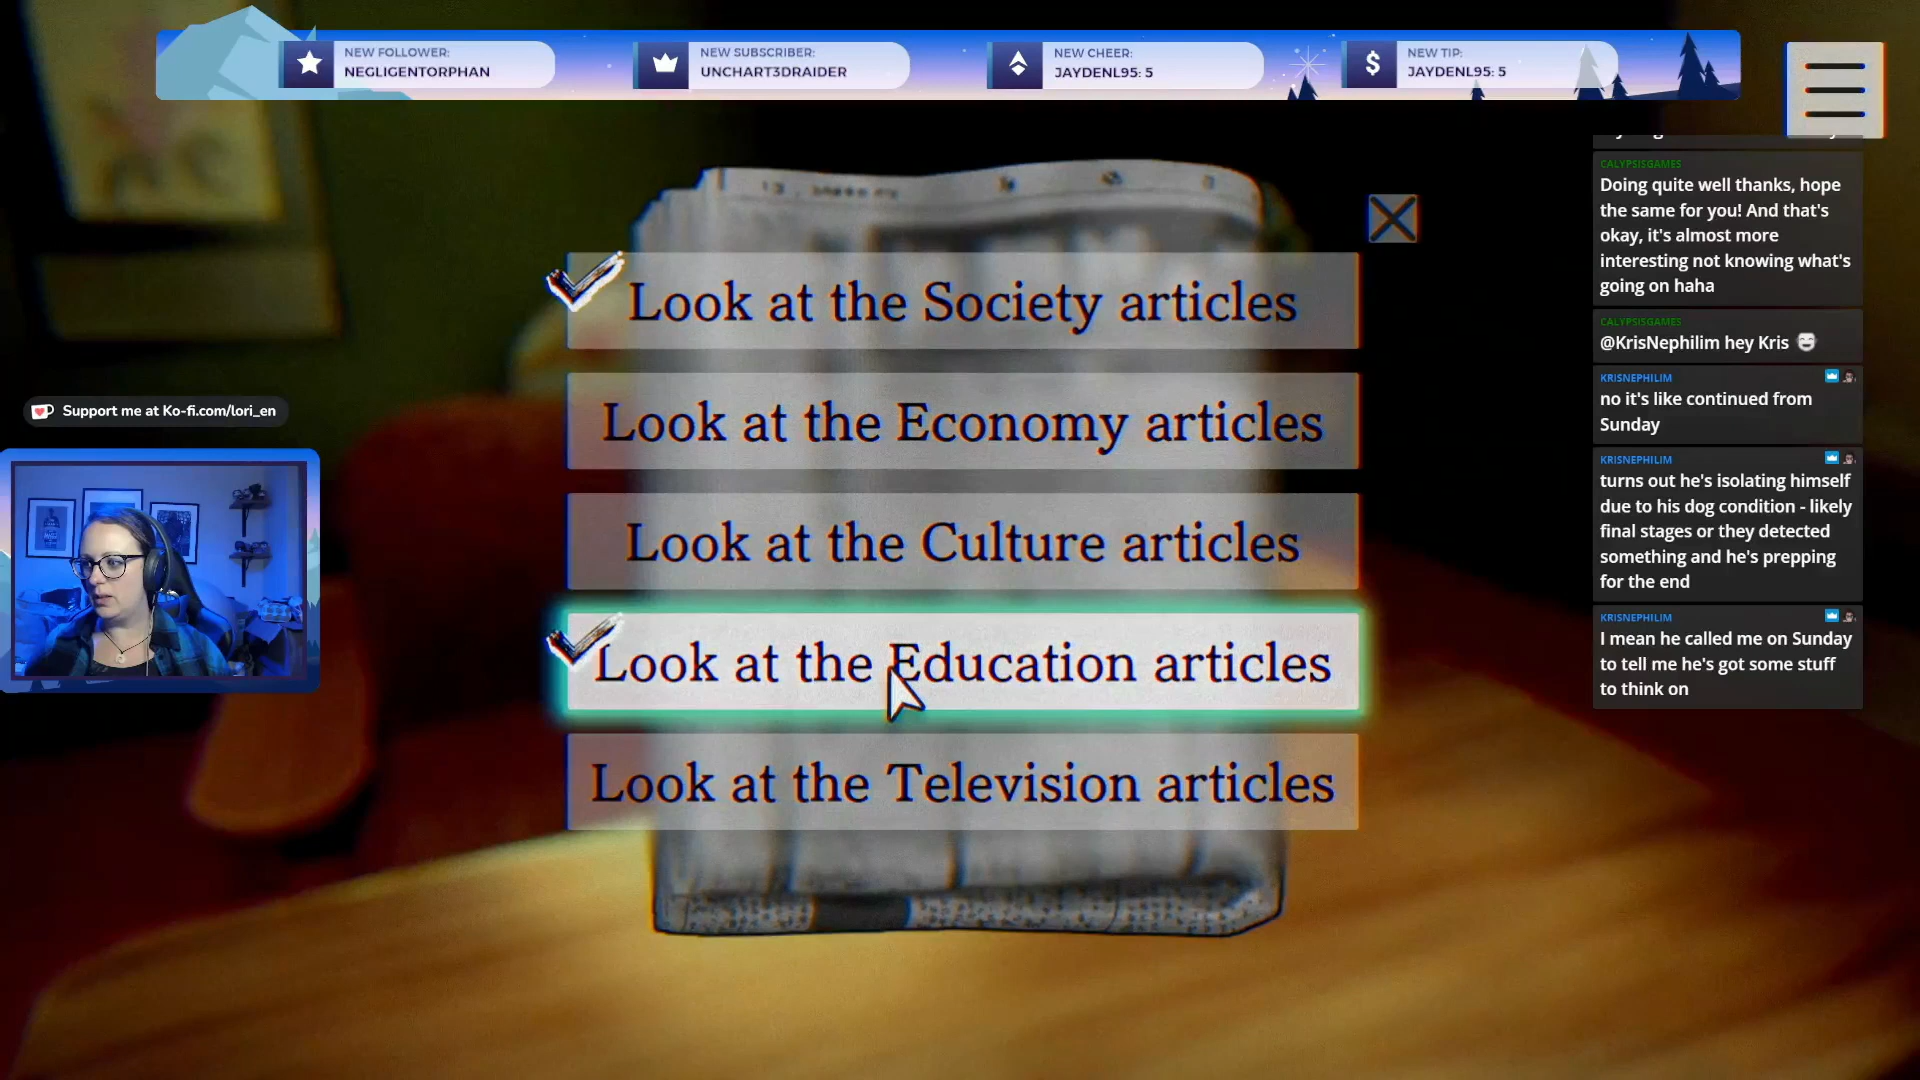 NEW FOLLOWER:
NEGLIGENTORPHAN
NEW SUBSCRIBER:
UNCHART3DRAIDER
NEW CHEER:
JAYDENL95: 5
NEW TIP:
JAYDENL95: 5
Look at the Society articles
Look at the Economy articles
Look at the Culture articles
Look at the Education articles
Look at the Television articles
Support me at Ko-fi.com/lori_en
CALYPSISGAMES
Doing quite well thanks, hope
the same for you! And that's
okay, it's almost more
interesting not knowing what's
going on haha
CALYPSISGAMES
@KrisNephilim hey Kris
KRISNEPHILIM
no it's like continued from
Sunday
KRISNEPHILIM
turns out he's isolating himself
due to his dog condition - likely
final stages or they detected
something and he's prepping
for the end
KRISNEPHILIM
I mean he called me on Sunday
to tell me he's got some stuff
to think on